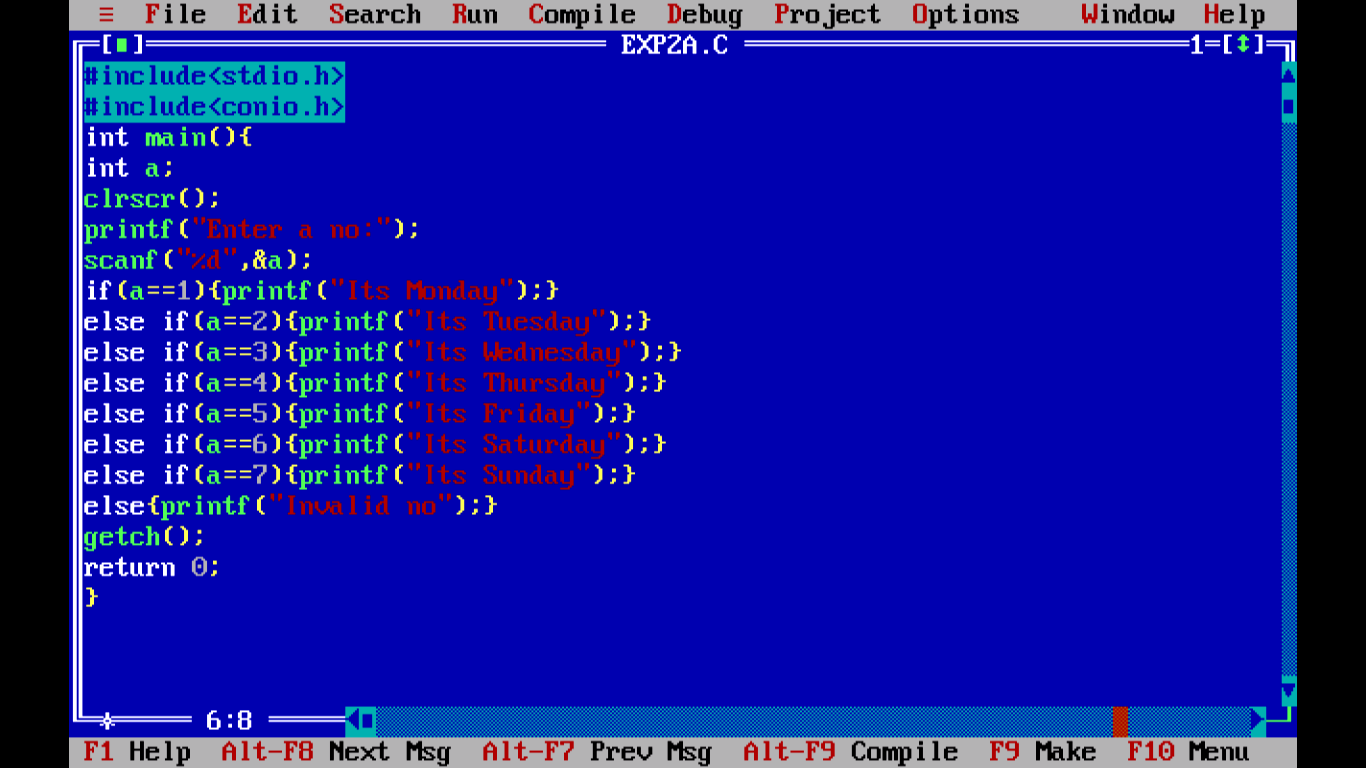 ≡ File Edit Search Run Compile Debug Project Options Window Help
[■] EXP2A.C 1=[↕]
#include<stdio.h>
#include<conio.h>
int main(){
int a;
clrscr();
printf("Enter a no:");
scanf("%d",&a);
if(a==1){printf("Its Monday");}
else if(a==2){printf("Its Tuesday");}
else if(a==3){printf("Its Wednesday");}
else if(a==4){printf("Its Thursday");}
else if(a==5){printf("Its Friday");}
else if(a==6){printf("Its Saturday");}
else if(a==7){printf("Its Sunday");}
else{printf("Invalid no");}
getch();
return 0;
}
6:8
F1 Help Alt-F8 Next Msg Alt-F7 Prev Msg Alt-F9 Compile F9 Make F10 Menu